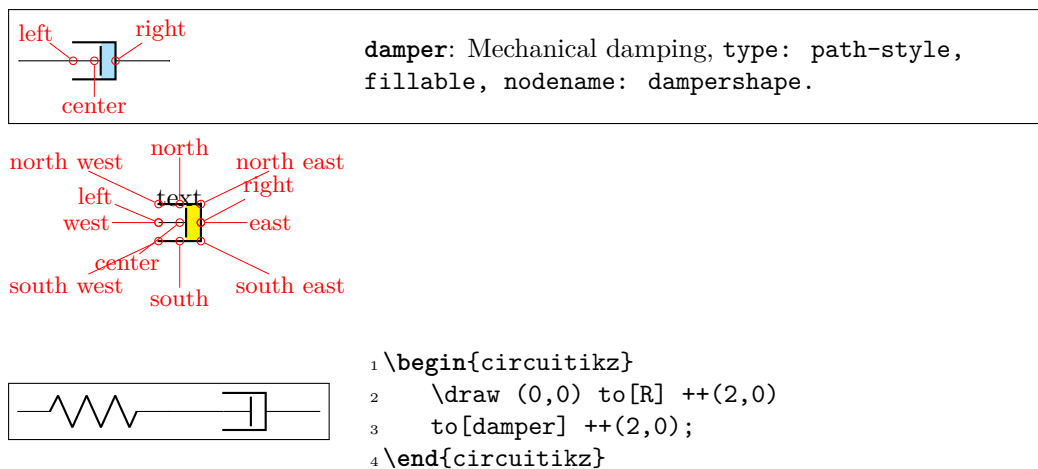 left
right
center
damper: Mechanical damping, type: path-style,
fillable, nodename: dampershape.
north
north west
north east
text
right
left
west
east
center
south west
south east
south
1 \begin{circuitikz}
2 \draw (0,0) to[R] ++(2,0)
3 to[damper] ++(2,0);
4 \end{circuitikz}